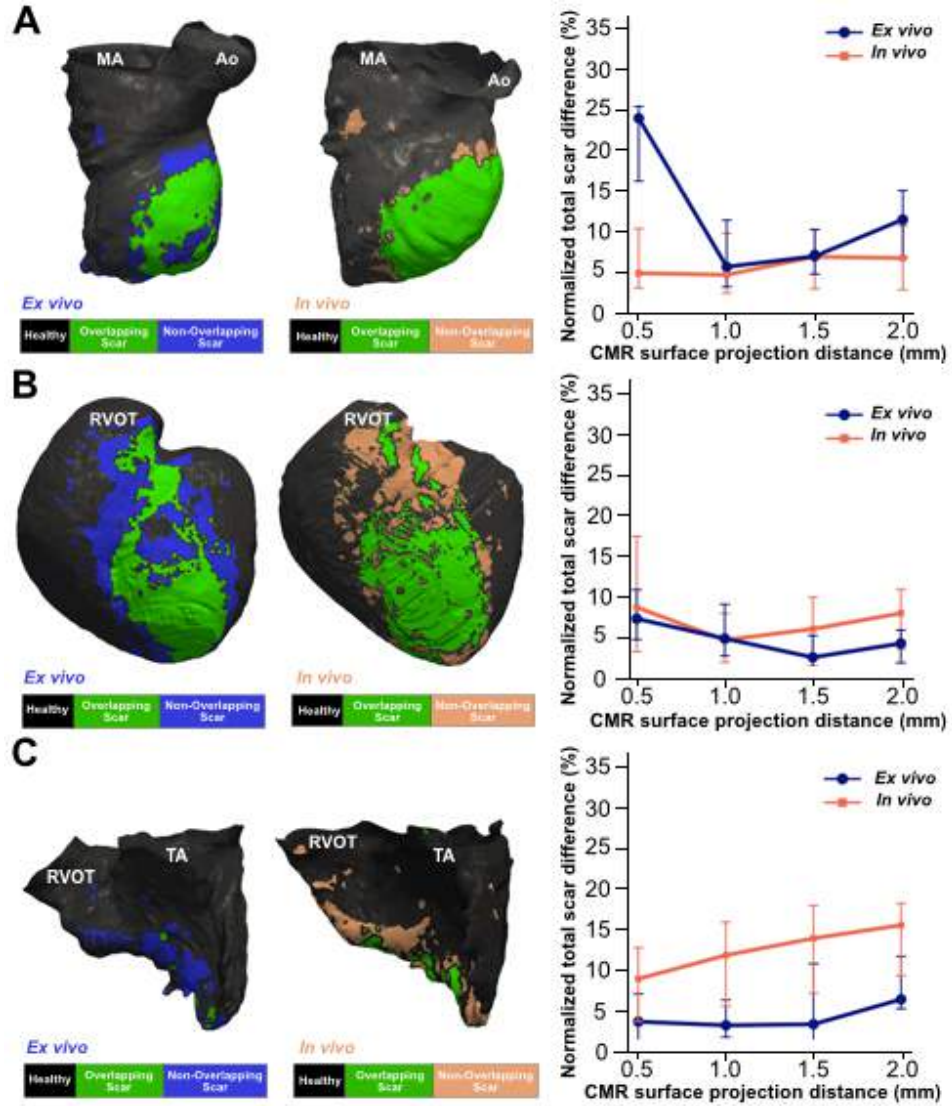 A
MA
Ao
MA
Ao
Ex vivo
Healthy
Overlapping
Scar
Non-Overlapping
Scar
In vivo
Healthy
Overlapping
Scar
Non-Overlapping
Scar
Normalized total scar difference (%)
35
30
25
20
15
10
5
0
Ex vivo
In vivo
0.5
1.0
1.5
2.0
CMR surface projection distance (mm)
B
RVOT
RVOT
Ex vivo
Healthy
Overlapping
Scar
Non-Overlapping
Scar
In vivo
Healthy
Overlapping
Scar
Non-Overlapping
Scar
Normalized total scar difference (%)
35
30
25
20
15
10
5
0
Ex vivo
In vivo
0.5
1.0
1.5
2.0
CMR surface projection distance (mm)
C
RVOT
TA
RVOT
TA
Ex vivo
Healthy
Overlapping
Scar
Non-Overlapping
Scar
In vivo
Healthy
Overlapping
Scar
Non-Overlapping
Scar
Normalized total scar difference (%)
35
30
25
20
15
10
5
0
Ex vivo
In vivo
0.5
1.0
1.5
2.0
CMR surface projection distance (mm)